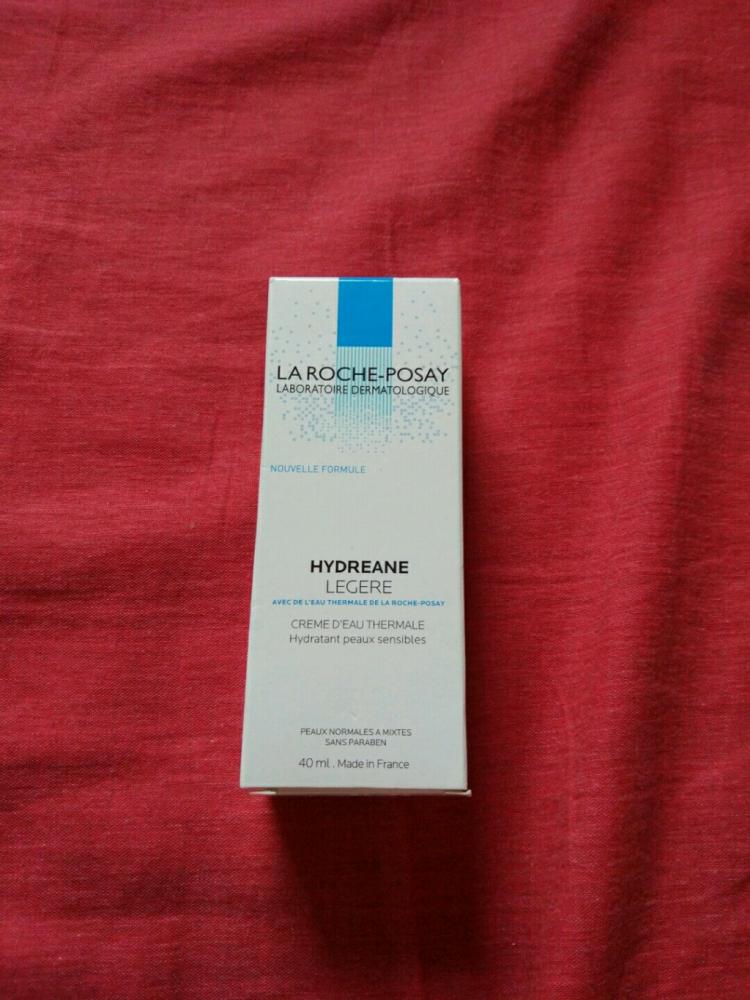 LA ROCHE-POSAY
LABORATOIRE DERMATOLOGIQUE
NOUVELLE FORMULE
HYDREANE
LEGERE
AVEC DE L'EAU THERMALE DE LA ROCHE-POSAY
CREME D'EAU THERMALE
Hydratant peaux sensibles
PEAUX NORMALES A MIXTES
SANS PARABEN
40 ml . Made in France